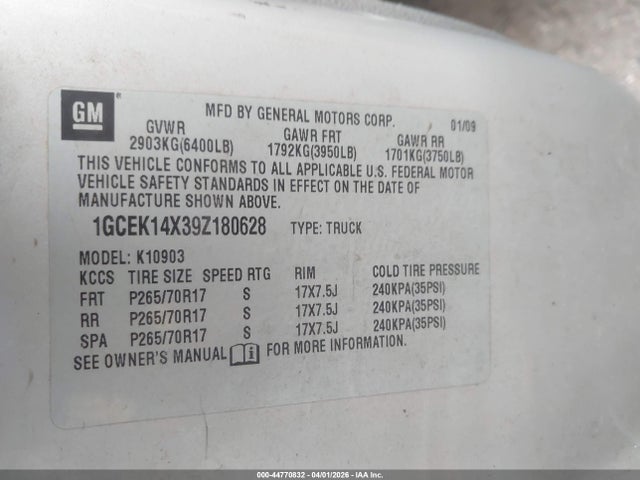 GM
MFD BY GENERAL MOTORS CORP. 01/09
GVWR GAWR FRT GAWR RR
2903KG(6400LB) 1792KG(3950LB) 1701KG(3750LB)
THIS VEHICLE CONFORMS TO ALL APPLICABLE U.S. FEDERAL MOTOR
VEHICLE SAFETY STANDARDS IN EFFECT ON THE DATE OF
MANUFACTURE SHOWN ABOVE.
1GCEK14X39Z180628 TYPE: TRUCK
MODEL: K10903
KCCS TIRE SIZE SPEED RTG RIM COLD TIRE PRESSURE
FRT P265/70R17 S 17X7.5J 240KPA(35PSI)
RR P265/70R17 S 17X7.5J 240KPA(35PSI)
SPA P265/70R17 S 17X7.5J 240KPA(35PSI)
SEE OWNER'S MANUAL i FOR MORE INFORMATION.
000-44770832 - 04/01/2026 - IAA Inc.